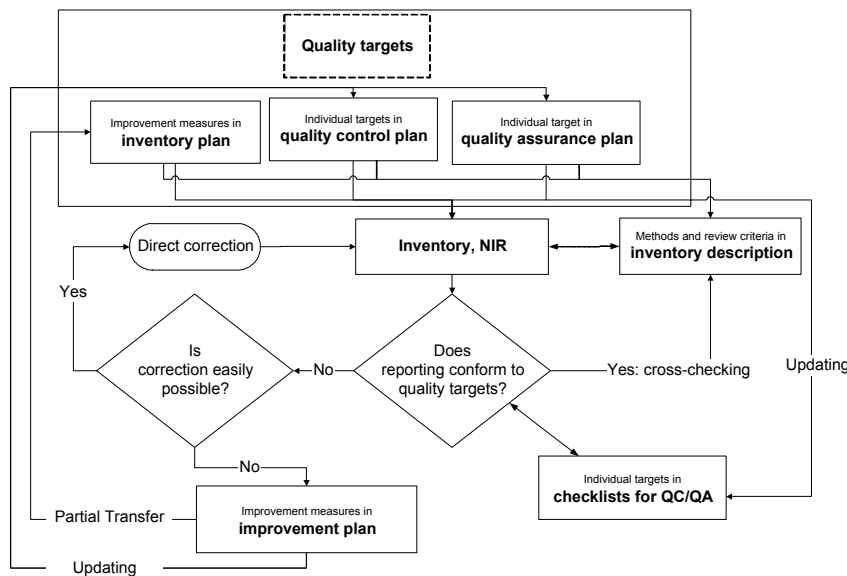 Quality targets
Improvement measures in
inventory plan
Individual targets in
quality control plan
Individual target in
quality assurance plan
Direct correction
Inventory, NIR
Methods and review criteria in
inventory description
Yes
Is
correction easily
possible?
No
Does
reporting conform to
quality targets?
Yes: cross-checking
Updating
No
Individual targets in
checklists for QC/QA
Partial Transfer
Improvement measures in
improvement plan
Updating